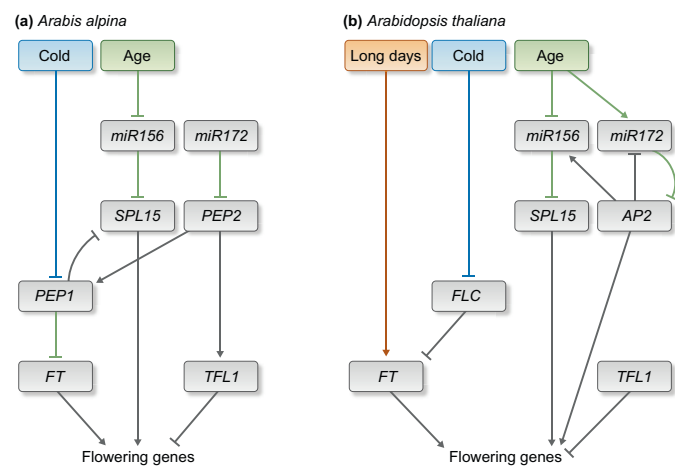 (a) Arabis alpina
Cold
Age
miR156
miR172
SPL15
PEP2
PEP1
FT
TFL1
Flowering genes
(b) Arabidopsis thaliana
Long days
Cold
Age
miR156
miR172
SPL15
AP2
FLC
FT
TFL1
Flowering genes